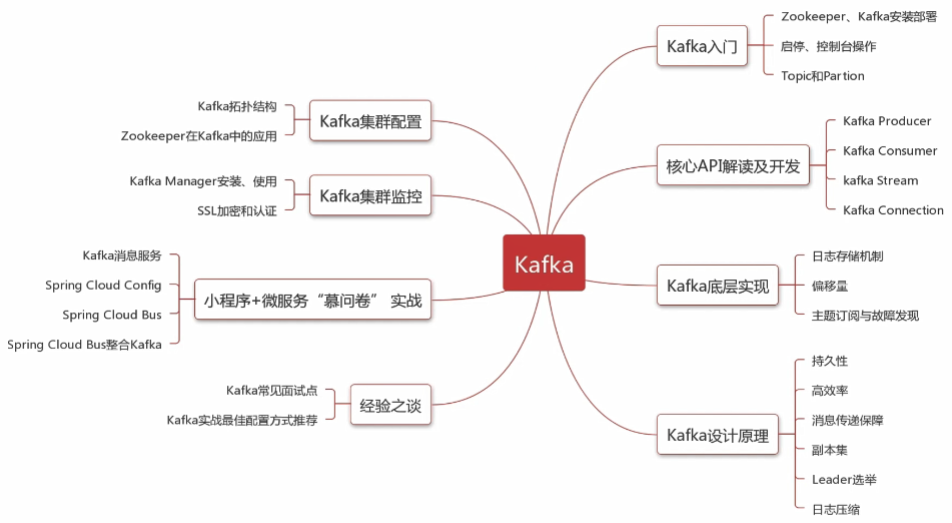 Kafka
Kafka入门
Zookeeper、Kafka安装部署
启停、控制台操作
Topic和Partion
核心API解读及开发
Kafka Producer
Kafka Consumer
kafka Stream
Kafka Connection
Kafka底层实现
日志存储机制
偏移量
主题订阅与故障发现
Kafka设计原理
持久性
高效率
消息传递保障
副本集
Leader选举
日志压缩
Kafka集群配置
Kafka拓扑结构
Zookeeper在Kafka中的应用
Kafka集群监控
Kafka Manager安装、使用
SSL加密和认证
小程序+微服务“慕问卷” 实战
Kafka消息服务
Spring Cloud Config
Spring Cloud Bus
Spring Cloud Bus整合Kafka
经验之谈
Kafka常见面试点
Kafka实战最佳配置方式推荐